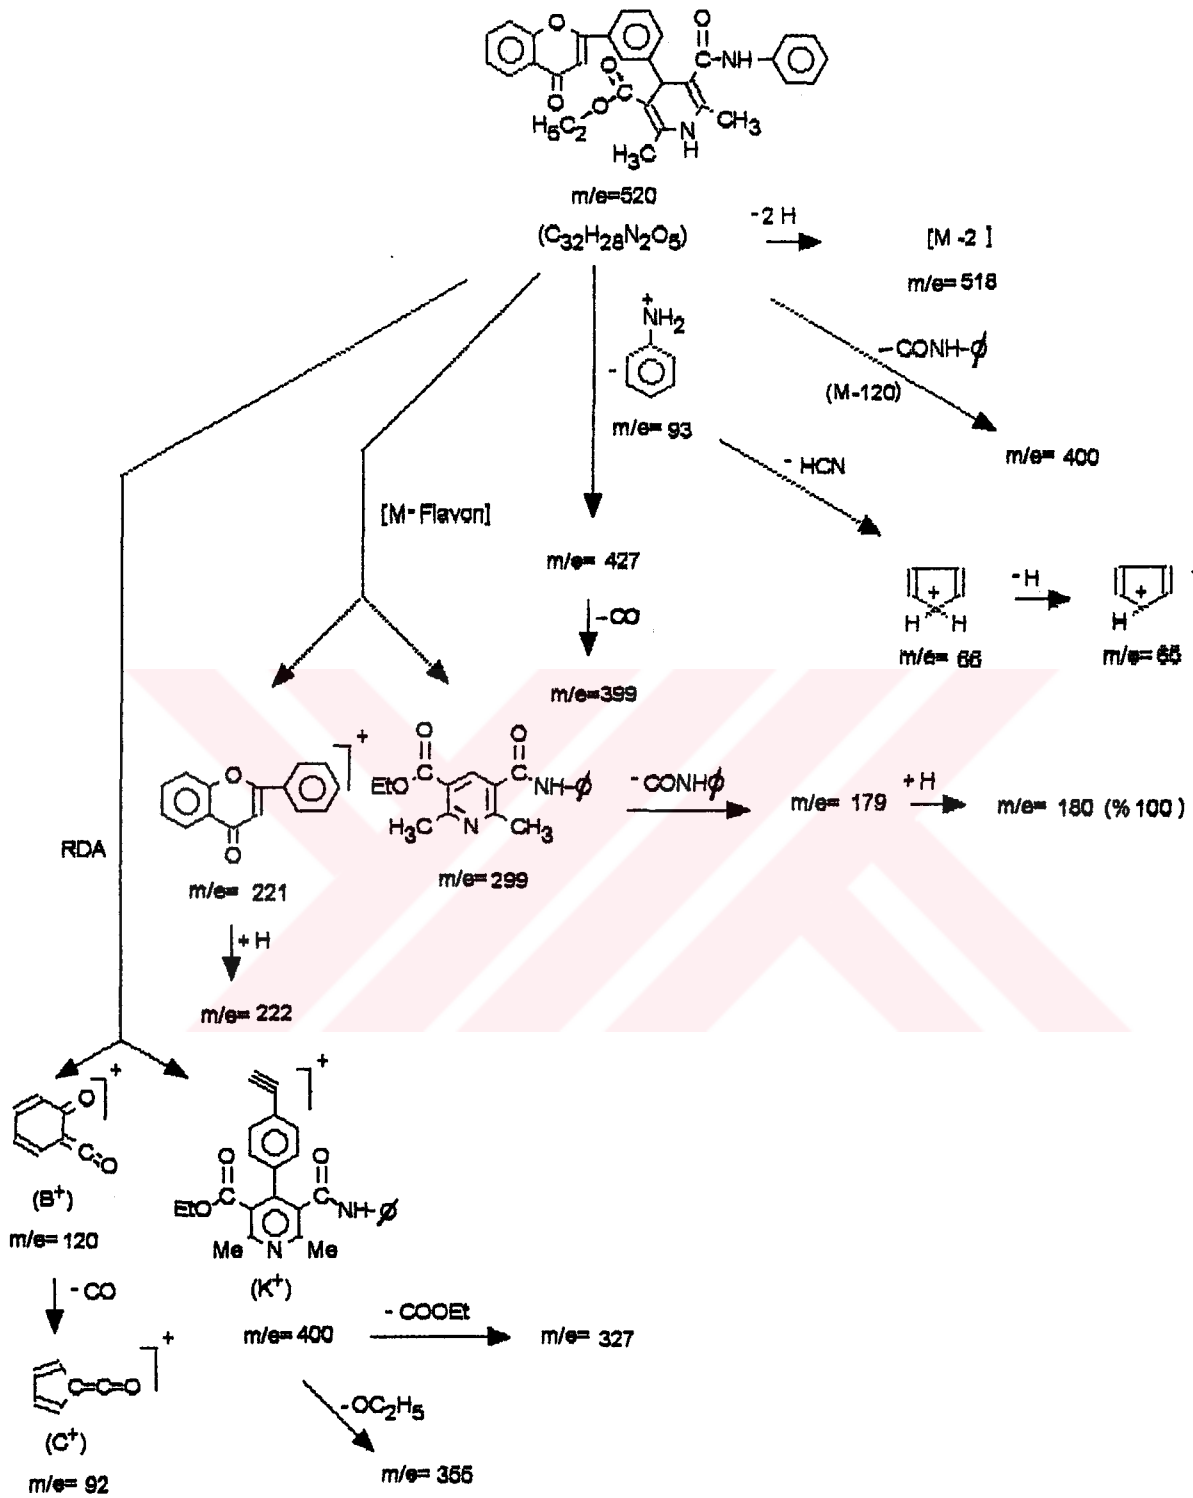 O
O
O
C-NH
O
C
O
H5C2
N
H
CH3
H3C
m/e=520
(C32H28N2O5)
-2 H
[M -2 ]
m/e= 518
+
NH2
-
m/e= 93
-CONH-Ø
(M-120)
m/e= 400
- HCN
[M- Flavon]
m/e= 427
-CO
m/e=399
+
H H
m/e= 66
-H
+
H
m/e= 65
RDA
O
O
+
m/e= 221
+ H
m/e= 222
O
O
C
C
EtO
NH-Ø
H3C
N
CH3
m/e= 299
- CONHØ
m/e= 179
+ H
m/e= 180 (% 100 )
O
C
O
+
(B+)
m/e= 120
- CO
C=C=O
+
(C+)
m/e= 92
+
O
O
C
C
EtO
NH-Ø
Me
N
Me
(K+)
m/e= 400
- COOEt
m/e= 327
-OC2H5
m/e= 355